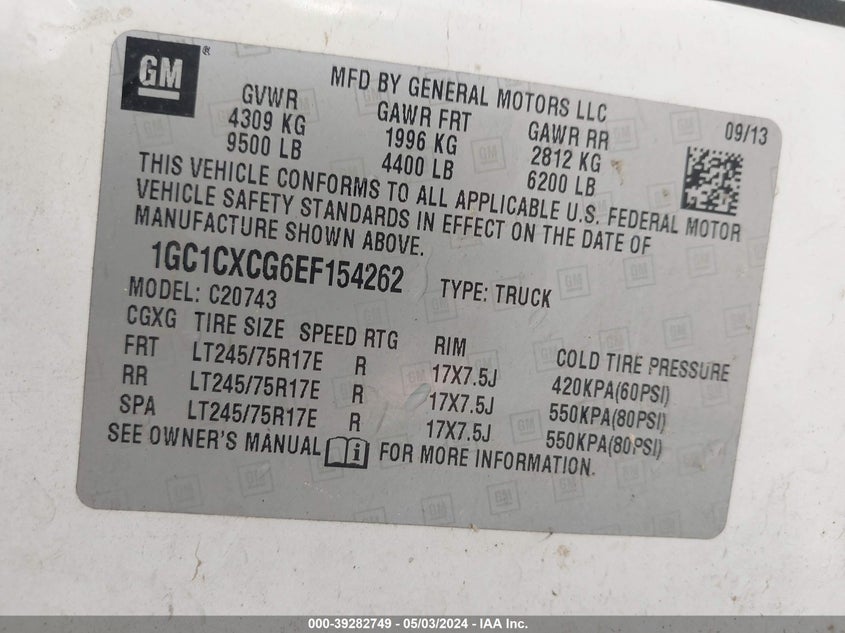 GM ®
MFD BY GENERAL MOTORS LLC
09/13
GVWR GAWR FRT GAWR RR
4309 KG 1996 KG 2812 KG
9500 LB 4400 LB 6200 LB
THIS VEHICLE CONFORMS TO ALL APPLICABLE U.S. FEDERAL MOTOR
VEHICLE SAFETY STANDARDS IN EFFECT ON THE DATE OF
MANUFACTURE SHOWN ABOVE.
1GC1CXCG6EF154262 TYPE: TRUCK
MODEL: C20743
CGXG TIRE SIZE SPEED RTG RIM COLD TIRE PRESSURE
FRT LT245/75R17E R 17X7.5J 420KPA(60PSI)
RR LT245/75R17E R 17X7.5J 550KPA(80PSI)
SPA LT245/75R17E R 17X7.5J 550KPA(80PSI)
SEE OWNER'S MANUAL i FOR MORE INFORMATION.
000-39282749 - 05/03/2024 - IAA Inc.